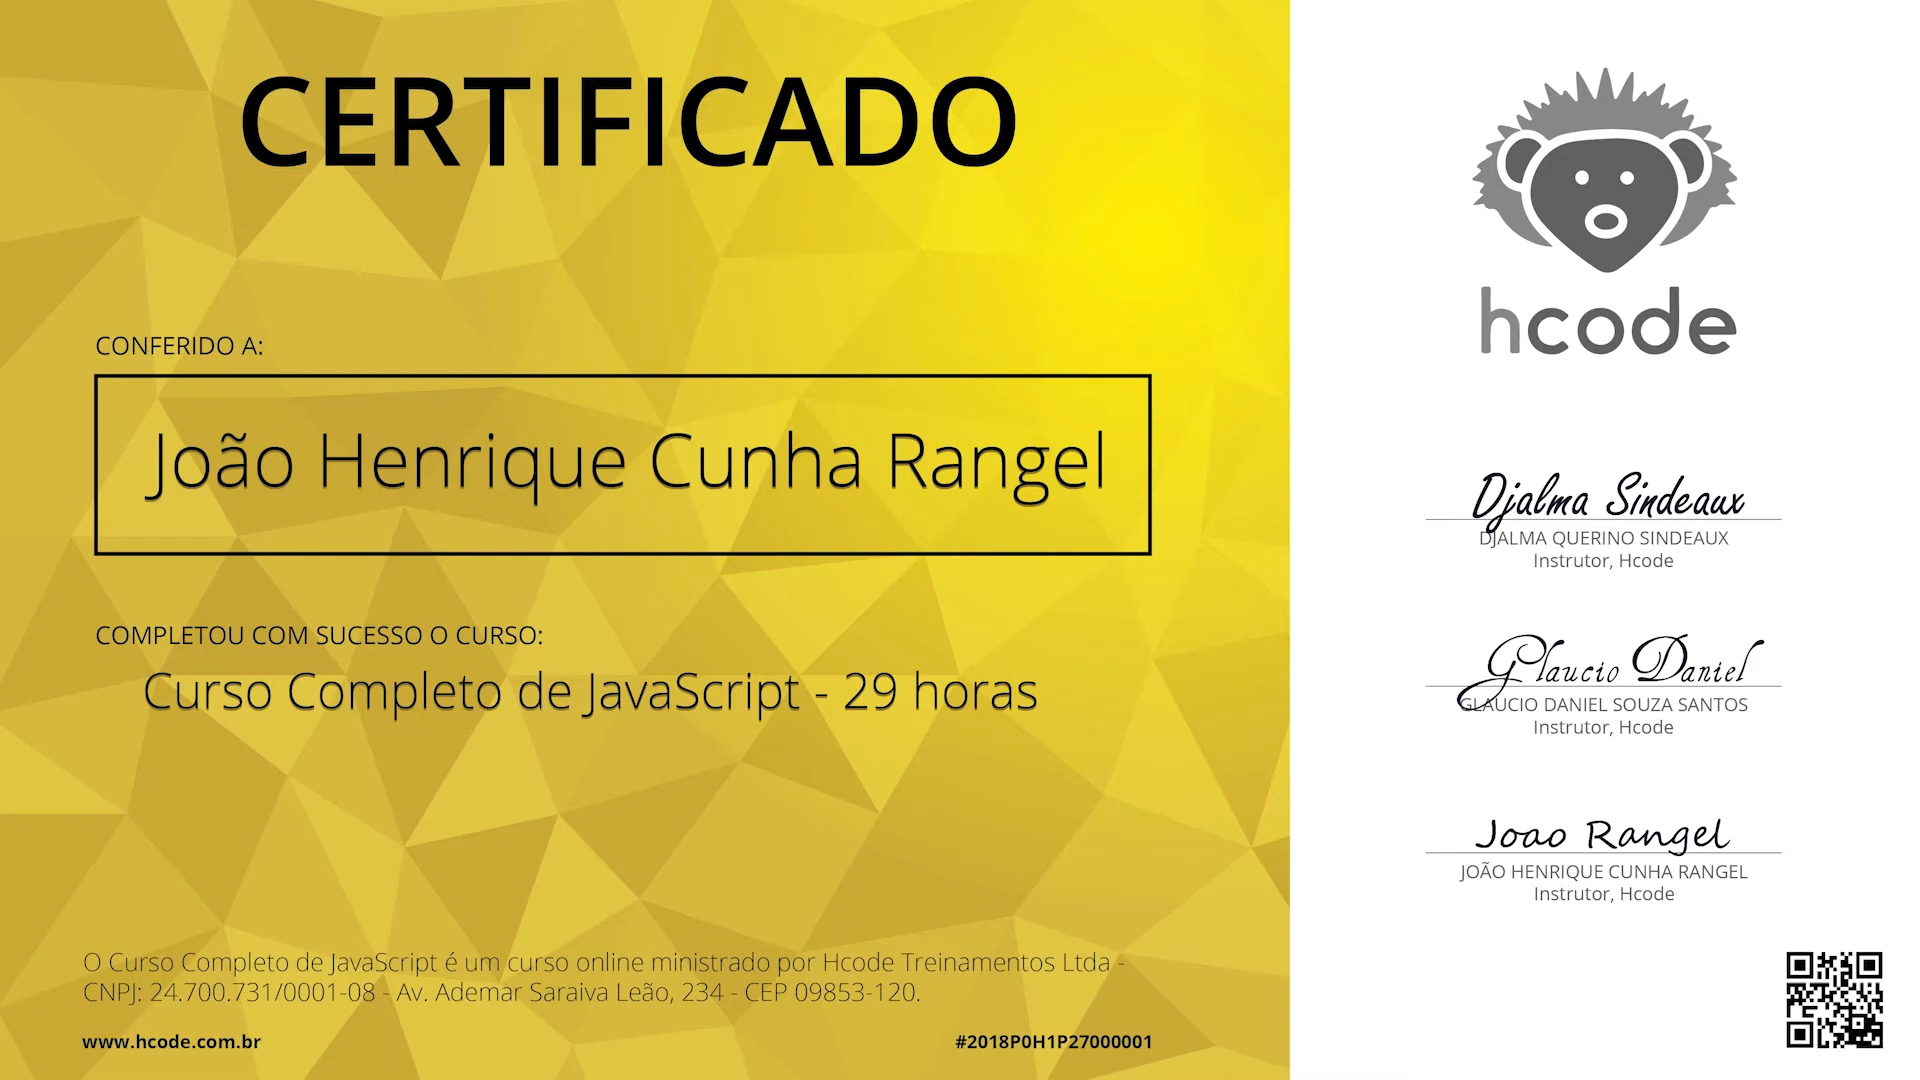 CERTIFICADO
CONFERIDO A:
João Henrique Cunha Rangel
COMPLETOU COM SUCESSO O CURSO:
Curso Completo de JavaScript - 29 horas
O Curso Completo de JavaScript é um curso online ministrado por Hcode Treinamentos Ltda -
CNPJ: 24.700.731/0001-08 - Av. Ademar Saraiva Leão, 234 - CEP 09853-120.
www.hcode.com.br
#2018P0H1P27000001
hcode
Djalma Sindeaux
DJALMA QUERINO SINDEAUX
Instrutor, Hcode
Glaucio Daniel
GLAUCIO DANIEL SOUZA SANTOS
Instrutor, Hcode
Joao Rangel
JOÃO HENRIQUE CUNHA RANGEL
Instrutor, Hcode